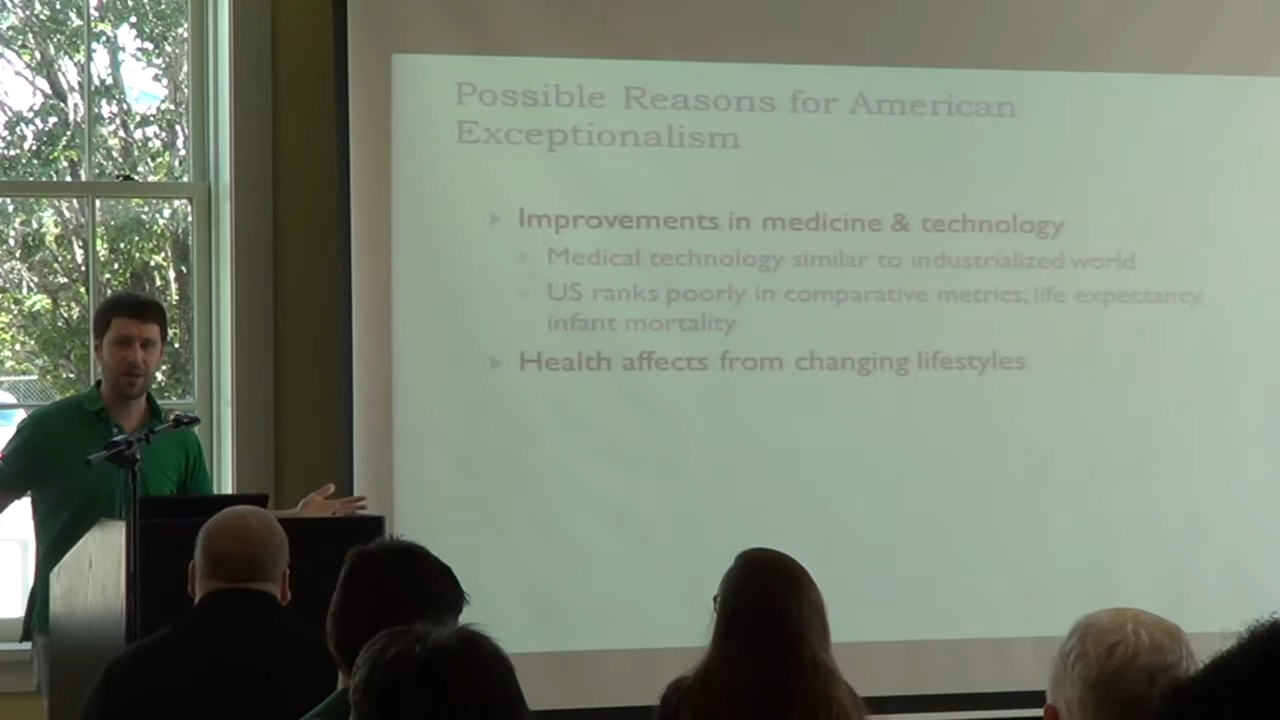 Possible Reasons for American
Exceptionalism
Improvements in medicine & technology
Medical technology similar to industrialized world
US ranks poorly in comparative metrics, life expectancy,
infant mortality
Health affects from changing lifestyles